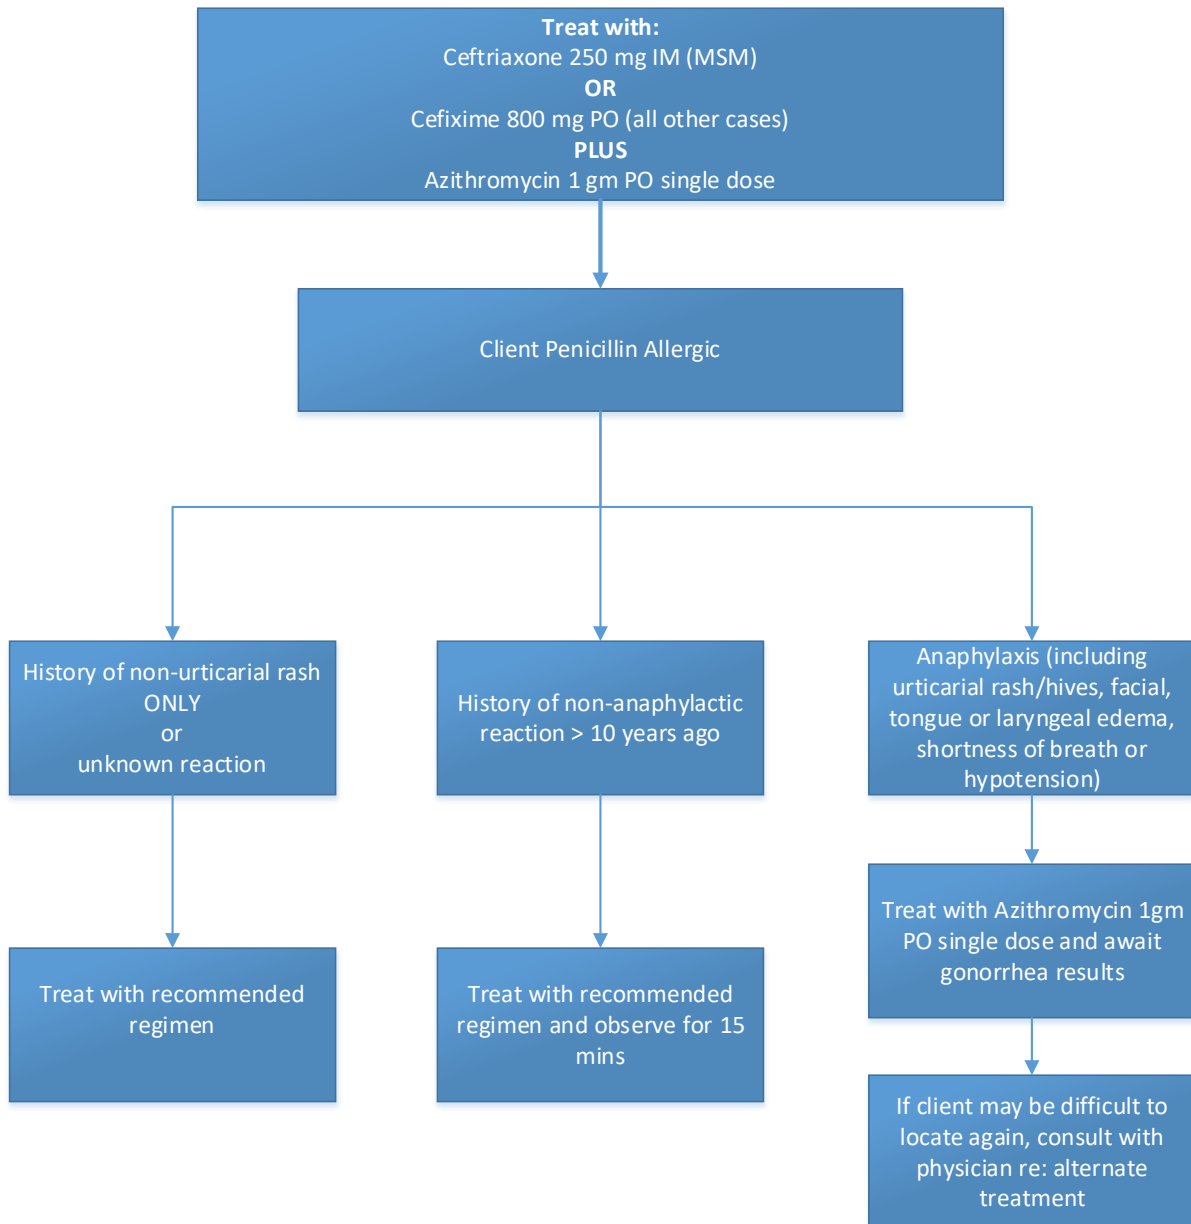 Treat with:
Ceftriaxone 250 mg IM (MSM)
OR
Cefixime 800 mg PO (all other cases)
PLUS
Azithromycin 1 gm PO single dose
Client Penicillin Allergic
History of non-urticarial rash
ONLY
or
unknown reaction
History of non-anaphylactic
reaction > 10 years ago
Anaphylaxis (including
urticarial rash/hives, facial,
tongue or laryngeal edema,
shortness of breath or
hypotension)
Treat with recommended
regimen
Treat with recommended
regimen and observe for 15
mins
Treat with Azithromycin 1gm
PO single dose and await
gonorrhea results
If client may be difficult to
locate again, consult with
physician re: alternate
treatment